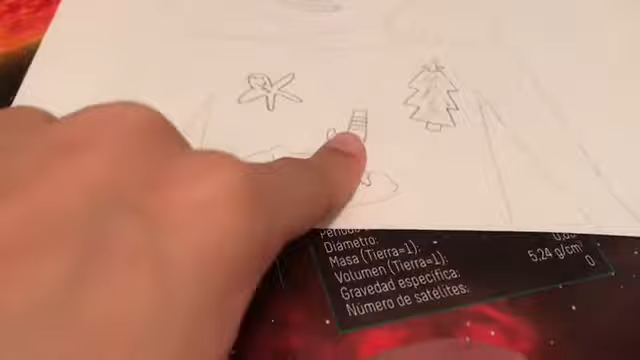 Diámetro:
Masa (Tierra=1):
Volumen (Tierra=1):
Gravedad específica: 5,24 g/cm³
Número de satélites: 0